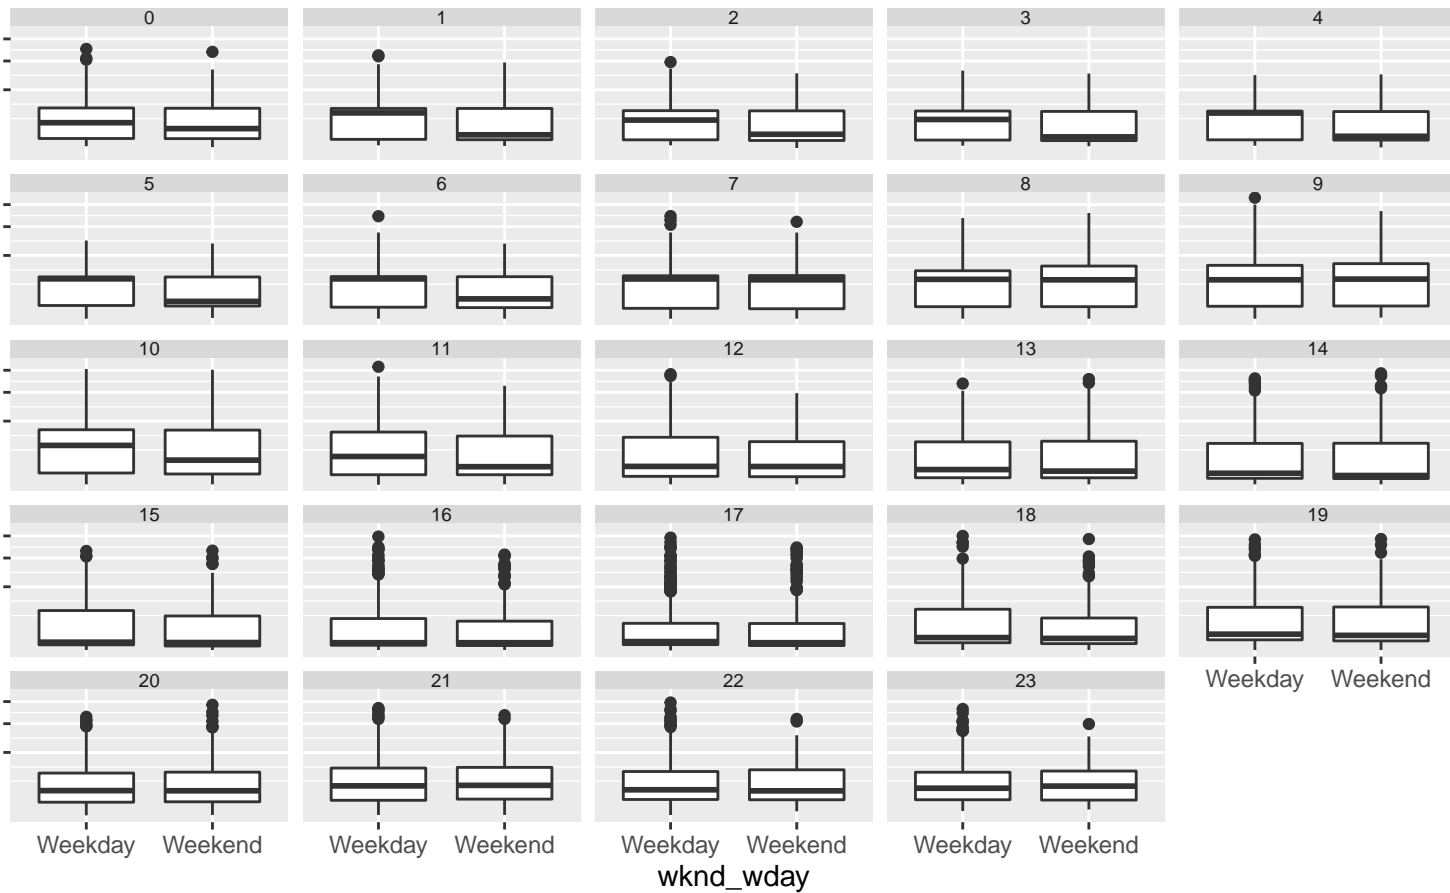 0 1 2 3 4
5 6 7 8 9
10 11 12 13 14
15 16 17 18 19
Weekday Weekend
20 21 22 23
Weekday Weekend Weekday Weekend Weekday Weekend Weekday Weekend
wknd_wday